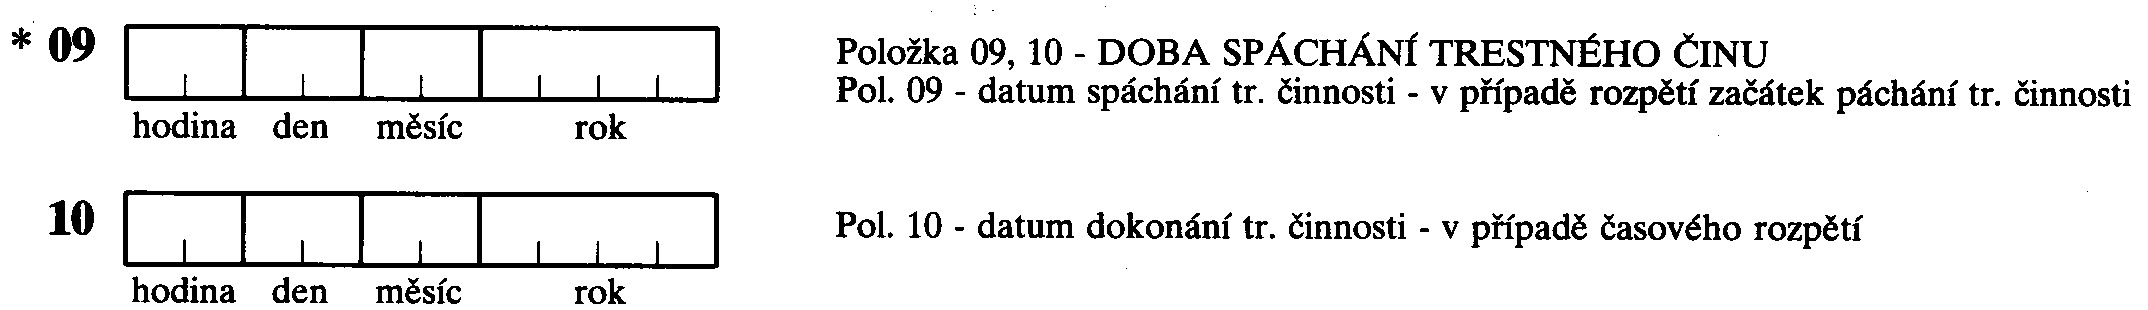 * 09
hodina den měsíc rok
Položka 09, 10 - DOBA SPÁCHÁNÍ TRESTNÉHO ČINU
Pol. 09 - datum spáchání tr. činnosti - v případě rozpětí začátek páchání tr. činnosti
10
hodina den měsíc rok
Pol. 10 - datum dokonání tr. činnosti - v případě časového rozpětí